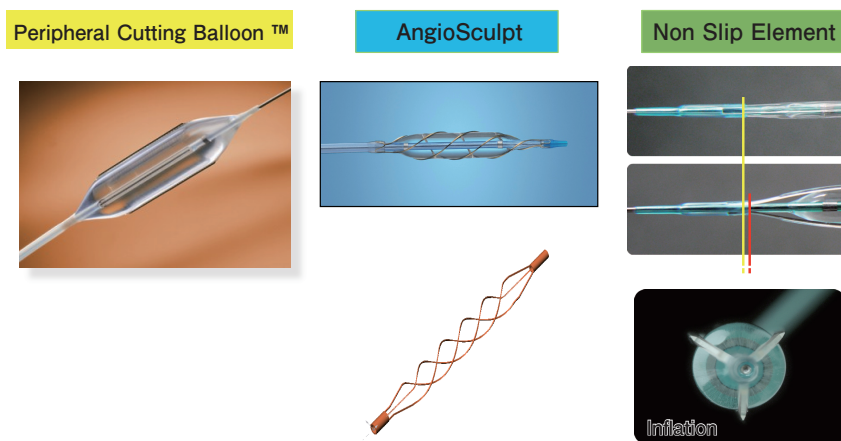 Peripheral Cutting Balloon ™
AngioSculpt
Non Slip Element
Inflation